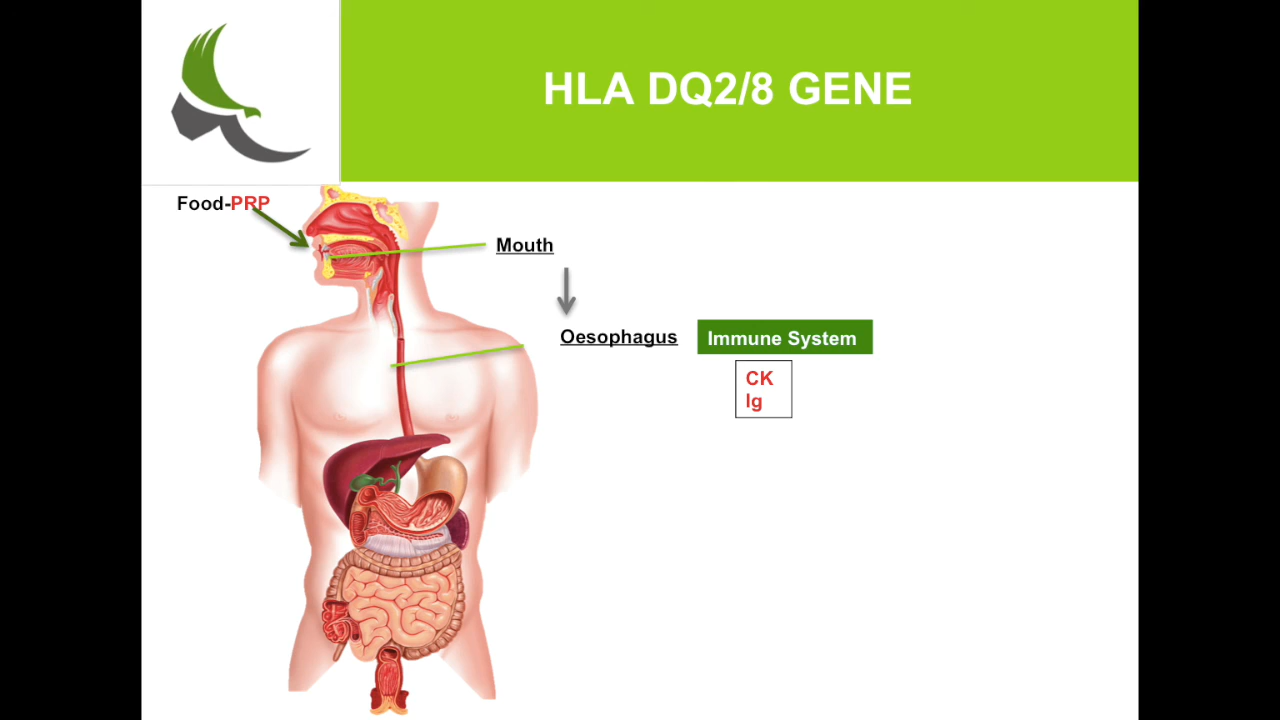 HLA DQ2/8 GENE
Food-PRP
Mouth
Oesophagus
Immune System
CK
Ig